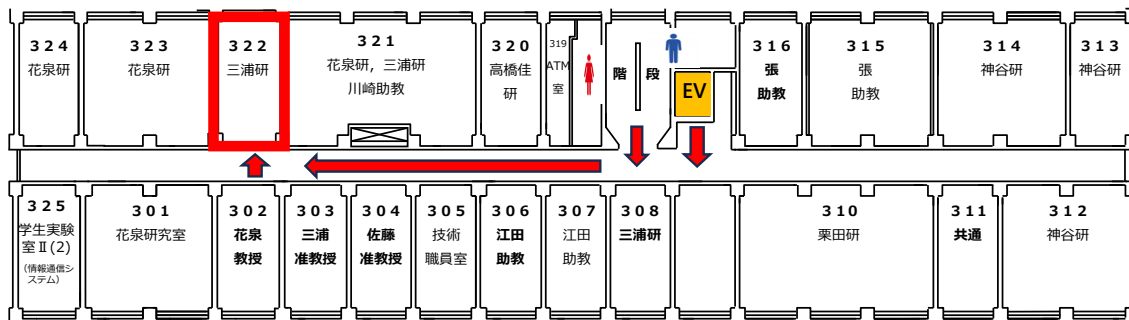 ３２４
花泉研
３２３
花泉研
３２２
三浦研
３２１
花泉研，三浦研
川崎助教
３２０
高橋佳
研
319
ATM
室
階 段
EV
３１６
張
助教
３１５
張
助教
３１４
神谷研
３１３
神谷研
３２５
学生実験
室Ⅱ(2)
（情報通信シ
ステム）
３０１
花泉研究室
３０２
花泉
教授
３０３
三浦
准教授
３０４
佐藤
准教授
３０５
技術
職員室
３０６
江田
助教
３０７
江田
助教
３０８
三浦研
３１０
栗田研
３１１
共通
３１２
神谷研